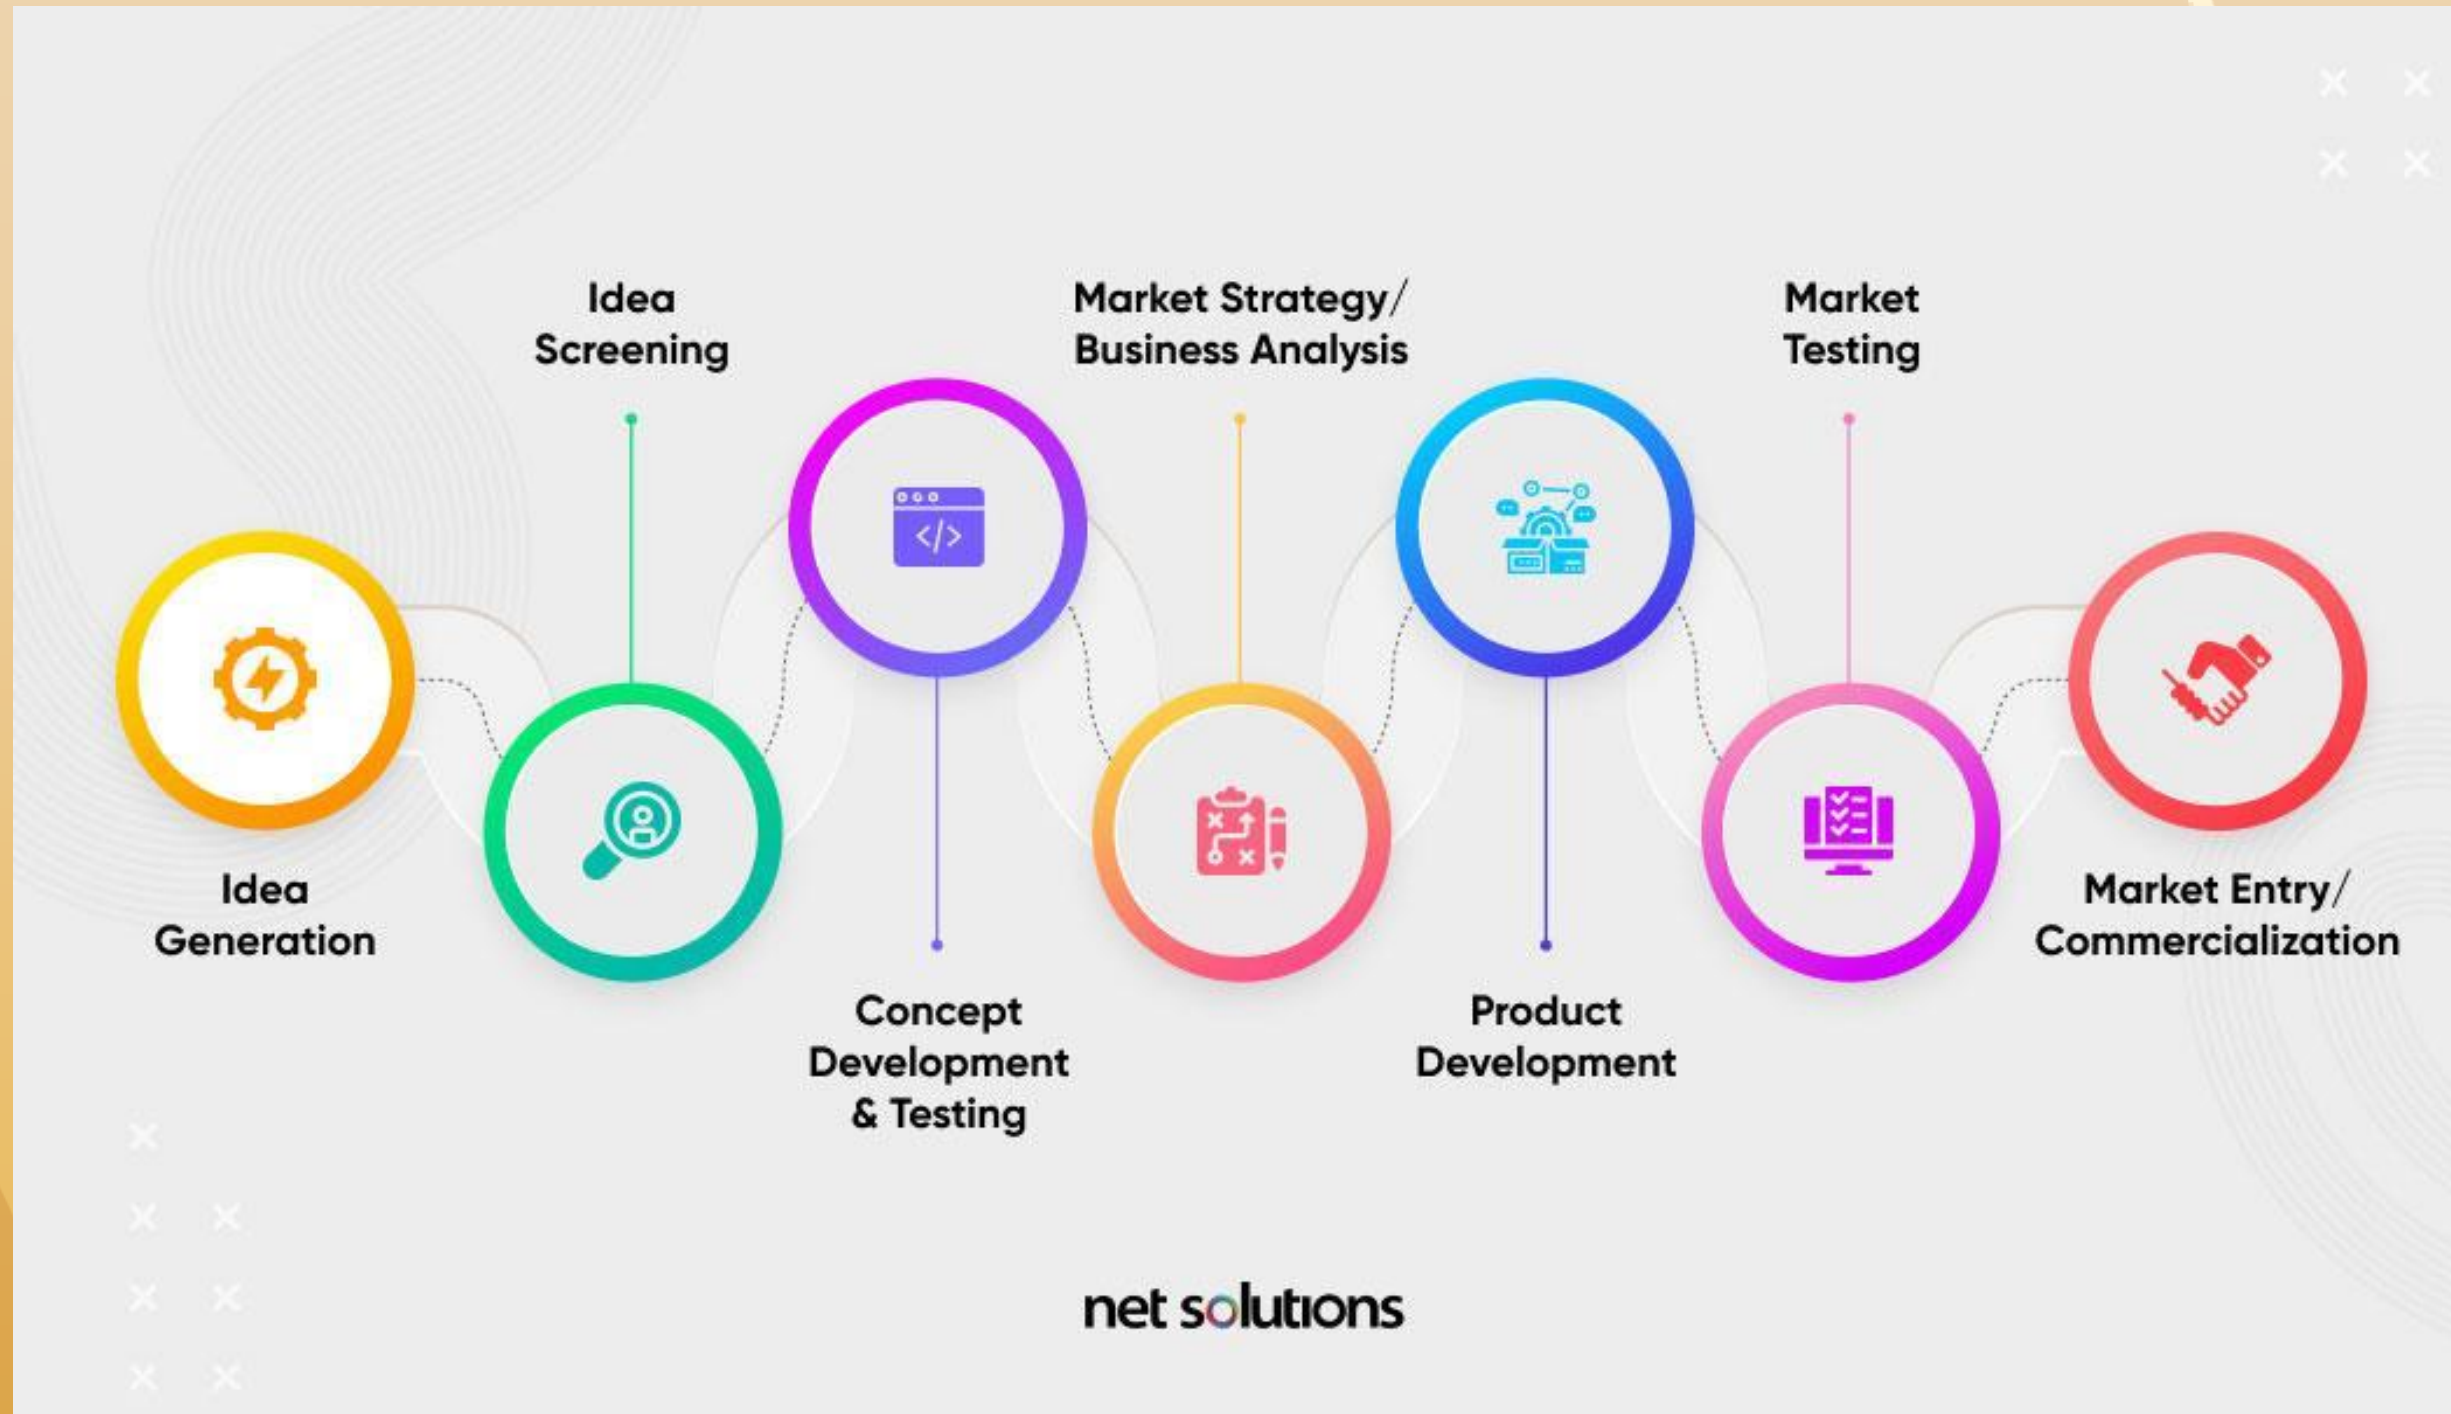 Idea
Generation
Idea
Screening
Concept
Development
& Testing
Market Strategy/
Business Analysis
Product
Development
Market
Testing
Market Entry/
Commercialization
net solutions